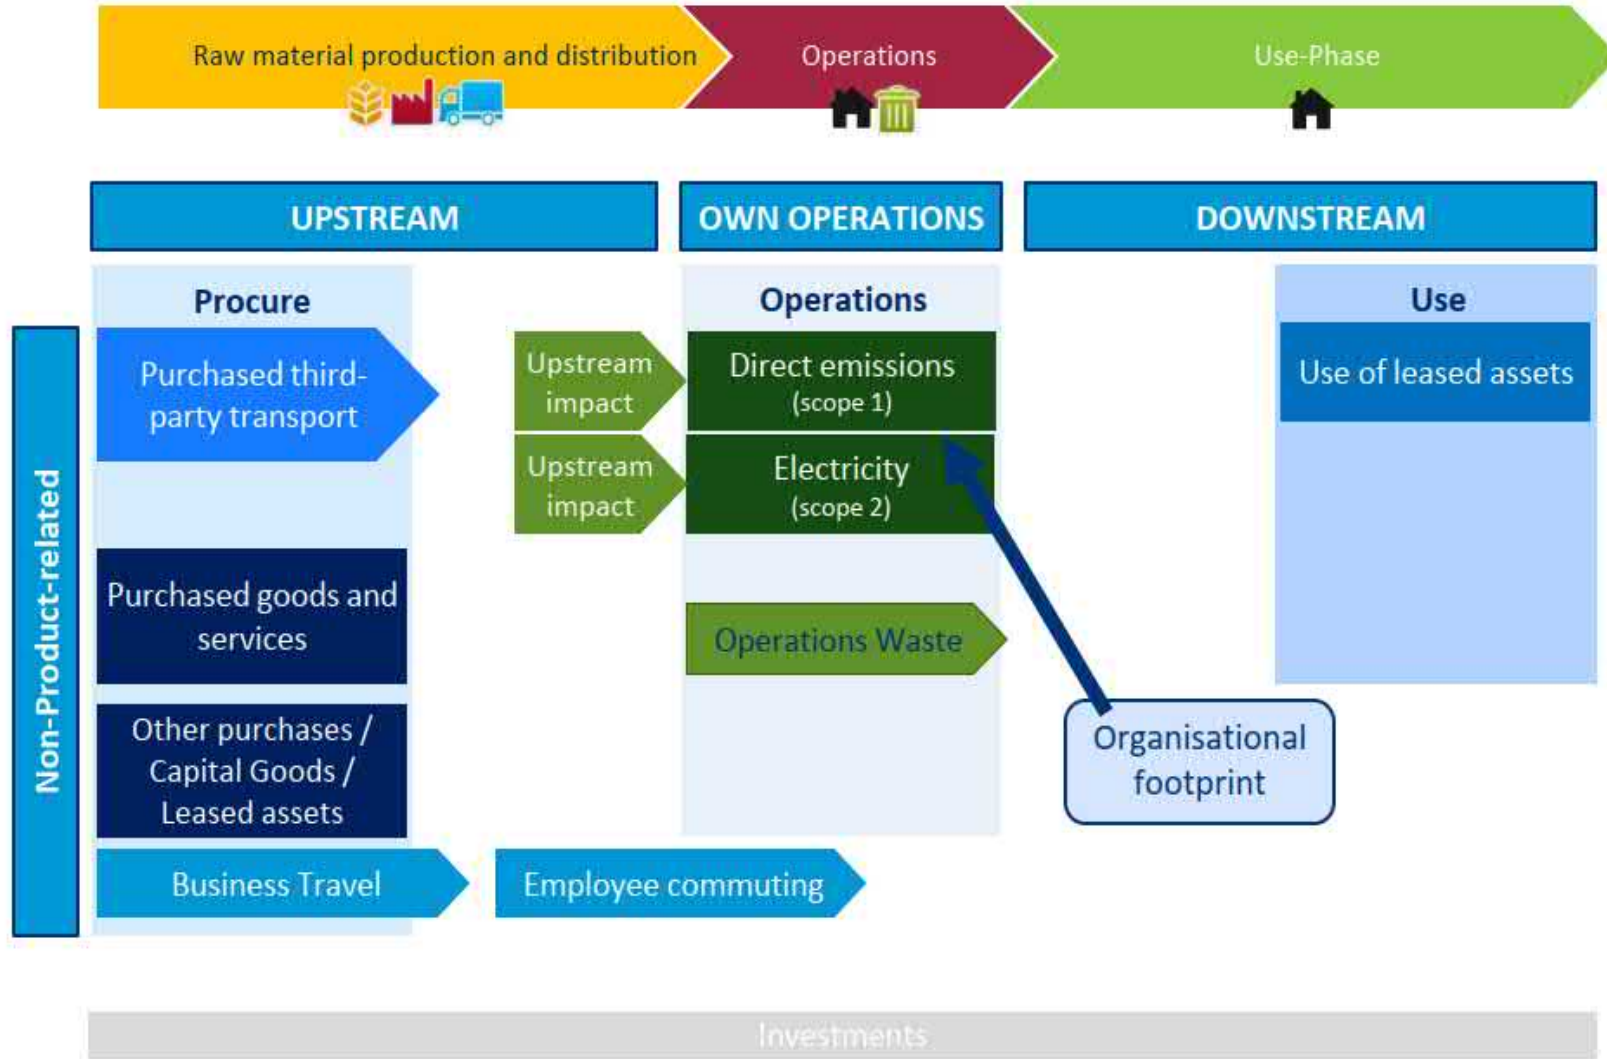 Raw material production and distribution
Operations
Use-Phase
UPSTREAM
OWN OPERATIONS
DOWNSTREAM
Procure
Operations
Use
Non-Product-related
Purchased third-
party transport
Upstream
impact
Direct emissions
(scope 1)
Use of leased assets
Upstream
impact
Electricity
(scope 2)
Purchased goods and
services
Operations Waste
Other purchases /
Capital Goods /
Leased assets
Organisational
footprint
Business Travel
Employee commuting
Investments